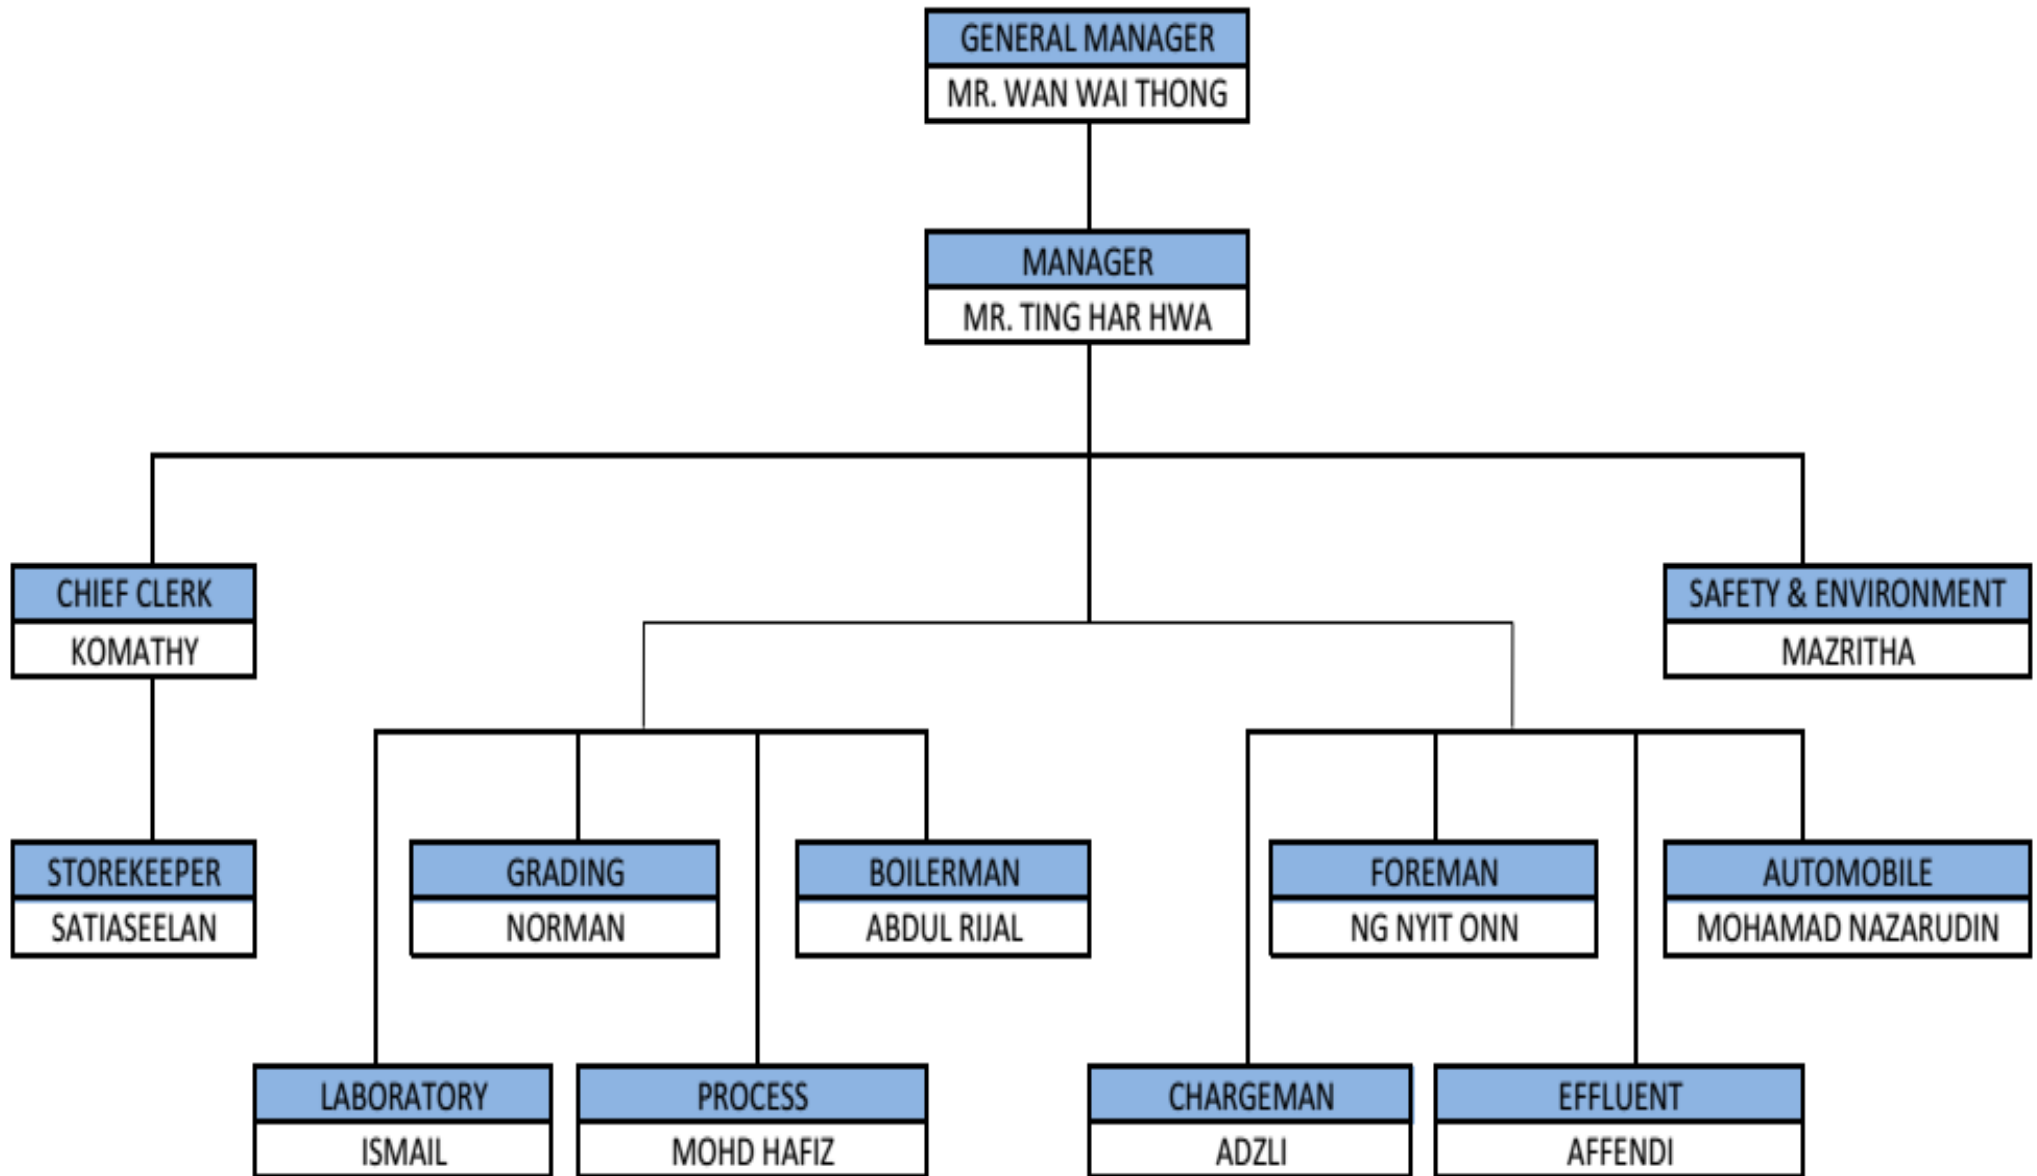 GENERAL MANAGER
MR. WAN WAI THONG
MANAGER
MR. TING HAR HWA
CHIEF CLERK
KOMATHY
SAFETY & ENVIRONMENT
MAZRITHA
STOREKEEPER
SATIASEELAN
GRADING
NORMAN
BOILERMAN
ABDUL RIJAL
FOREMAN
NG NYIT ONN
AUTOMOBILE
MOHAMAD NAZARUDIN
LABORATORY
ISMAIL
PROCESS
MOHD HAFIZ
CHARGEMAN
ADZLI
EFFLUENT
AFFENDI